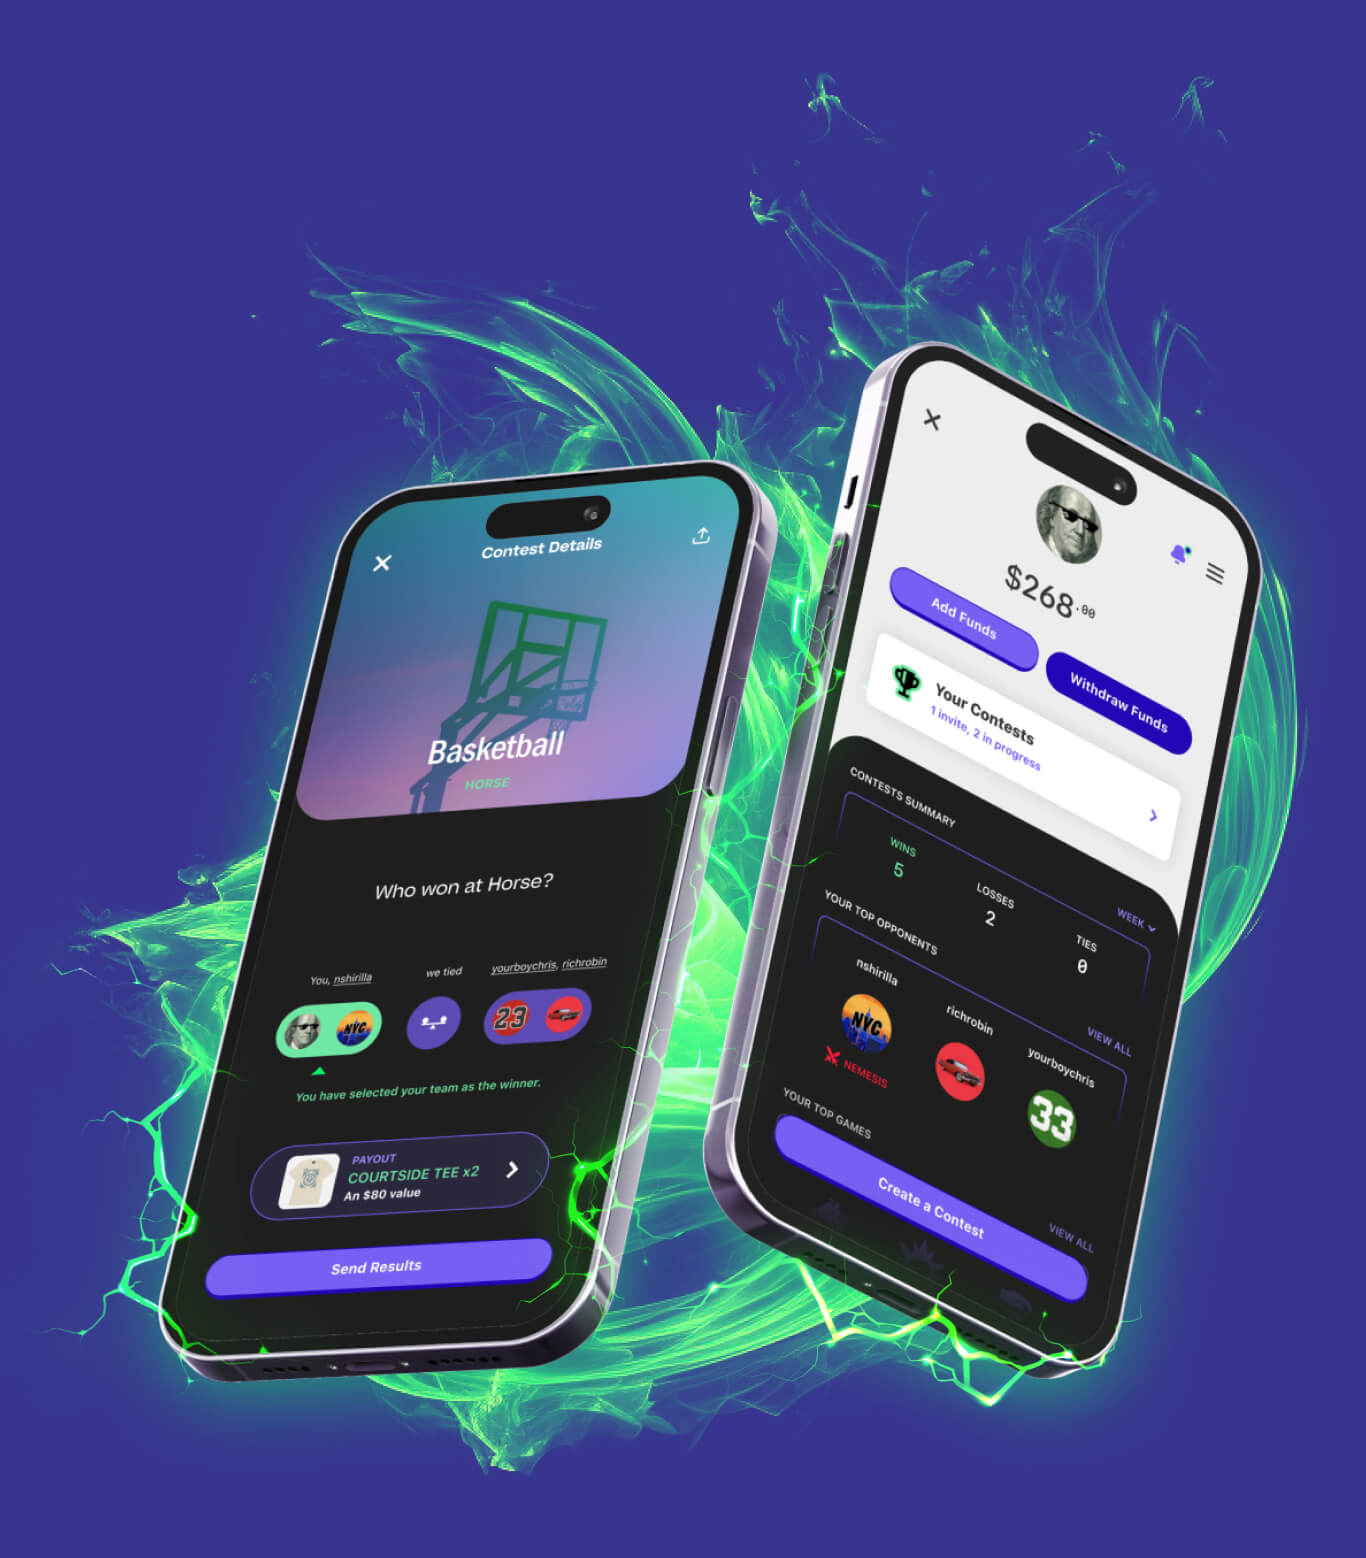 Contest Details
Basketball
HORSE
Who won at Horse?
You, nshirilla
we tied
yourboychris, richrobin
NYC
23
You have selected your team as the winner.
PAYOUT
COURTSIDE TEE x2
An $80 value
Send Results
$268.00
Add Funds
Withdraw Funds
Your Contests
1 invite, 2 in progress
CONTESTS SUMMARY
WEEK
WINS
5
LOSSES
2
TIES
0
YOUR TOP OPPONENTS
VIEW ALL
nshirilla
NYC
NEMESIS
richrobin
yourboychris
33
YOUR TOP GAMES
VIEW ALL
Create a Contest